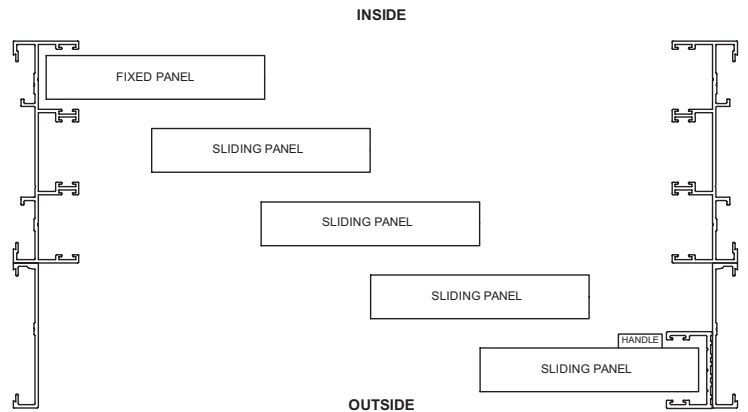 INSIDE
FIXED PANEL
SLIDING PANEL
SLIDING PANEL
SLIDING PANEL
HANDLE
SLIDING PANEL
OUTSIDE